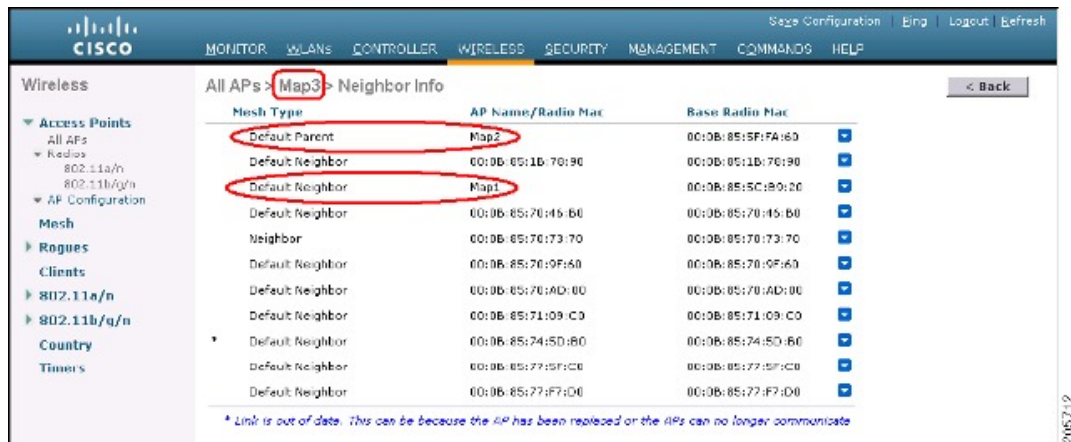 Save Configuration | Ping | Logout | Refresh
CISCO
MONITOR WLANs CONTROLLER WIRELESS SECURITY MANAGEMENT COMMANDS HELP
Wireless
All APs > Map3 > Neighbor Info
< Back
Access Points
All APs
Radios
802.11a/n
802.11b/g/n
AP Configuration
Mesh
Rogues
Clients
802.11a/n
802.11b/g/n
Country
Timers
Mesh Type AP Name/Radio Mac Base Radio Mac
Default Parent Map2 00:0B:85:5F:FA:60
Default Neighbor 00:0B:85:1B:78:90 00:0B:85:1B:78:90
Default Neighbor Map1 00:0B:85:5C:B9:20
Default Neighbor 00:0B:85:70:46:B0 00:0B:85:70:46:B0
Neighbor 00:0B:85:70:73:70 00:0B:85:70:73:70
Default Neighbor 00:0B:85:70:9F:60 00:0B:85:70:9F:60
Default Neighbor 00:0B:85:70:AD:00 00:0B:85:70:AD:00
Default Neighbor 00:0B:85:71:09:C0 00:0B:85:71:09:C0
* Default Neighbor 00:0B:85:74:5D:B0 00:0B:85:74:5D:B0
Default Neighbor 00:0B:85:77:5F:C0 00:0B:85:77:5F:C0
Default Neighbor 00:0B:85:77:F7:D0 00:0B:85:77:F7:D0
* Link is out of date. This can be because the AP has been replaced or the APs can no longer communicate
205712